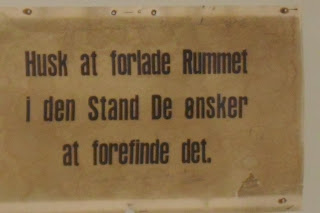 Husk at forlade Rummet
i den Stand De ønsker
at forefinde det.